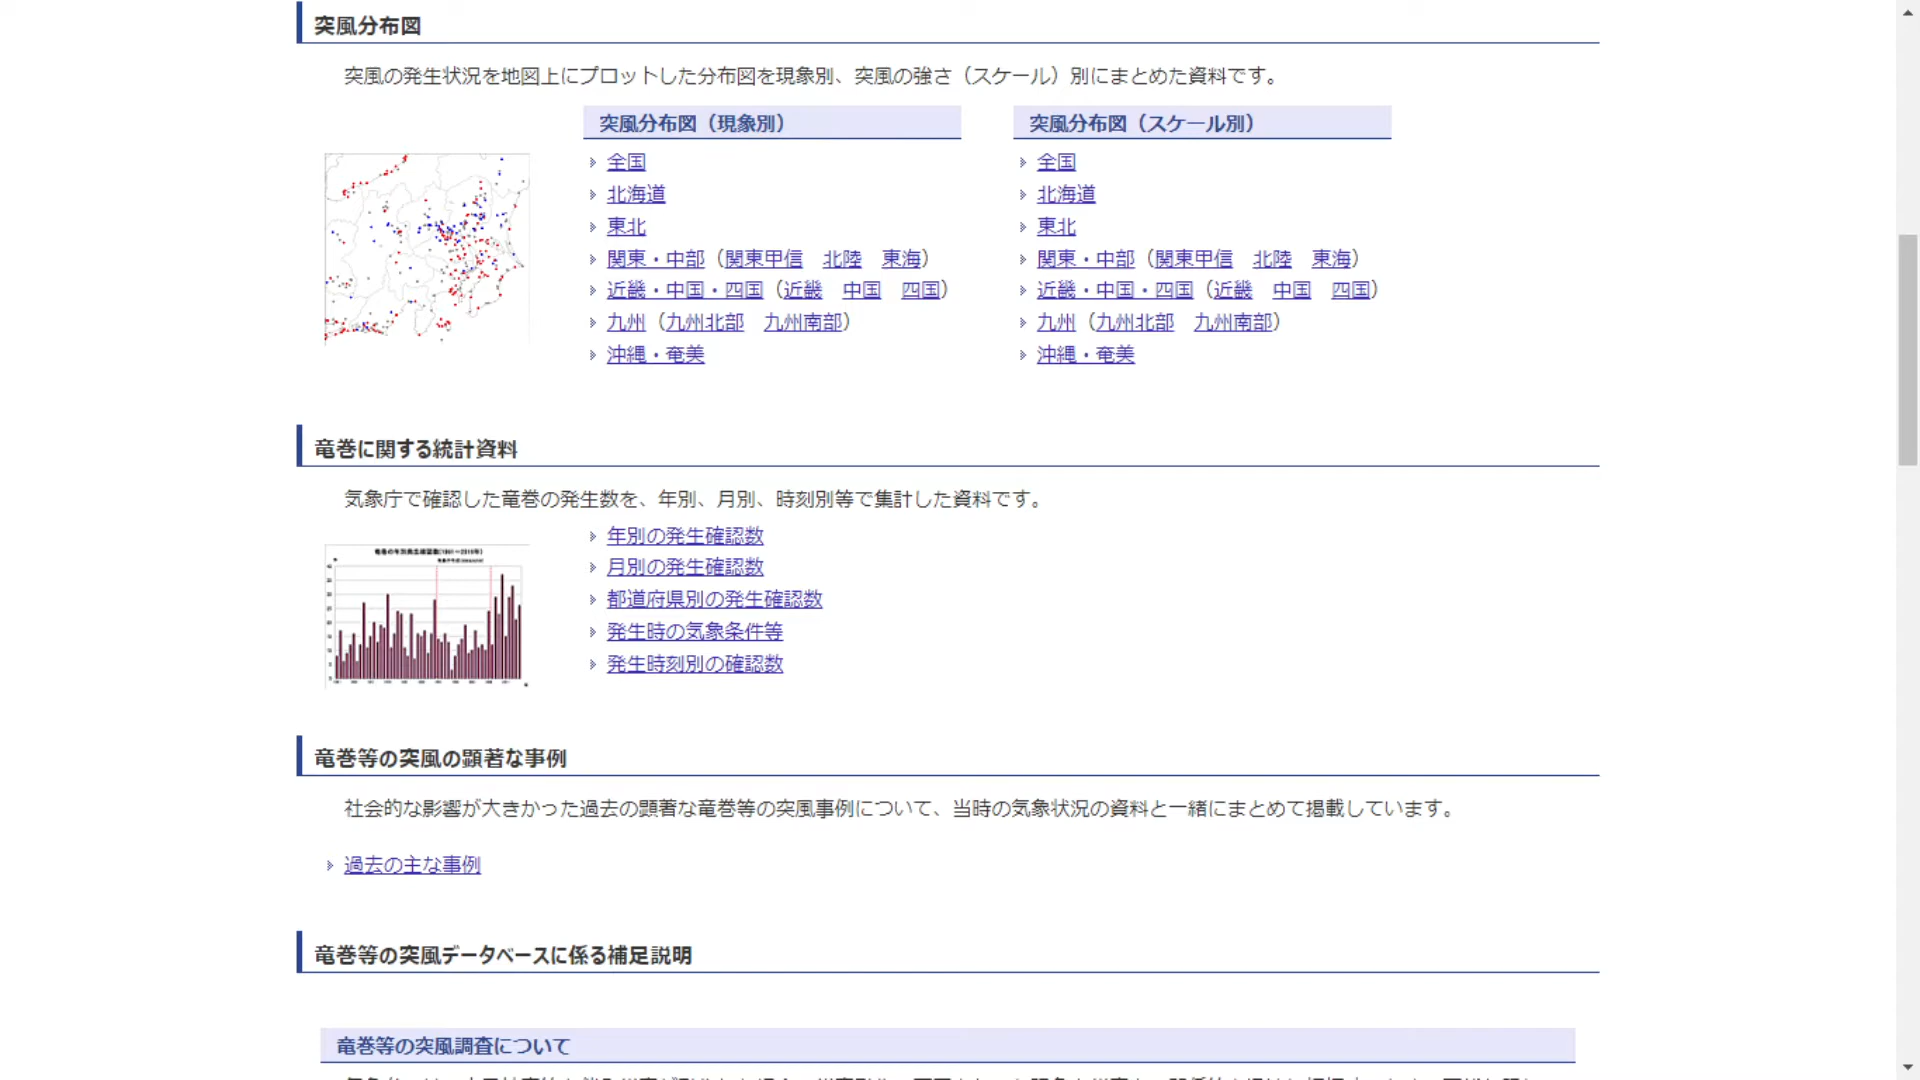 突風分布図
突風の発生状況を地図上にプロットした分布図を現象別、突風の強さ（スケール）別にまとめた資料です。
突風分布図（現象別）
全国
北海道
東北
関東・中部（関東甲信　北陸　東海）
近畿・中国・四国（近畿　中国　四国）
九州（九州北部　九州南部）
沖縄・奄美
突風分布図（スケール別）
全国
北海道
東北
関東・中部（関東甲信　北陸　東海）
近畿・中国・四国（近畿　中国　四国）
九州（九州北部　九州南部）
沖縄・奄美
竜巻に関する統計資料
気象庁で確認した竜巻の発生数を、年別、月別、時刻別等で集計した資料です。
年別の発生確認数
月別の発生確認数
都道府県別の発生確認数
発生時の気象条件等
発生時刻別の確認数
竜巻等の突風の顕著な事例
社会的な影響が大きかった過去の顕著な竜巻等の突風事例について、当時の気象状況の資料と一緒にまとめて掲載しています。
過去の主な事例
竜巻等の突風データベースに係る補足説明
竜巻等の突風調査について